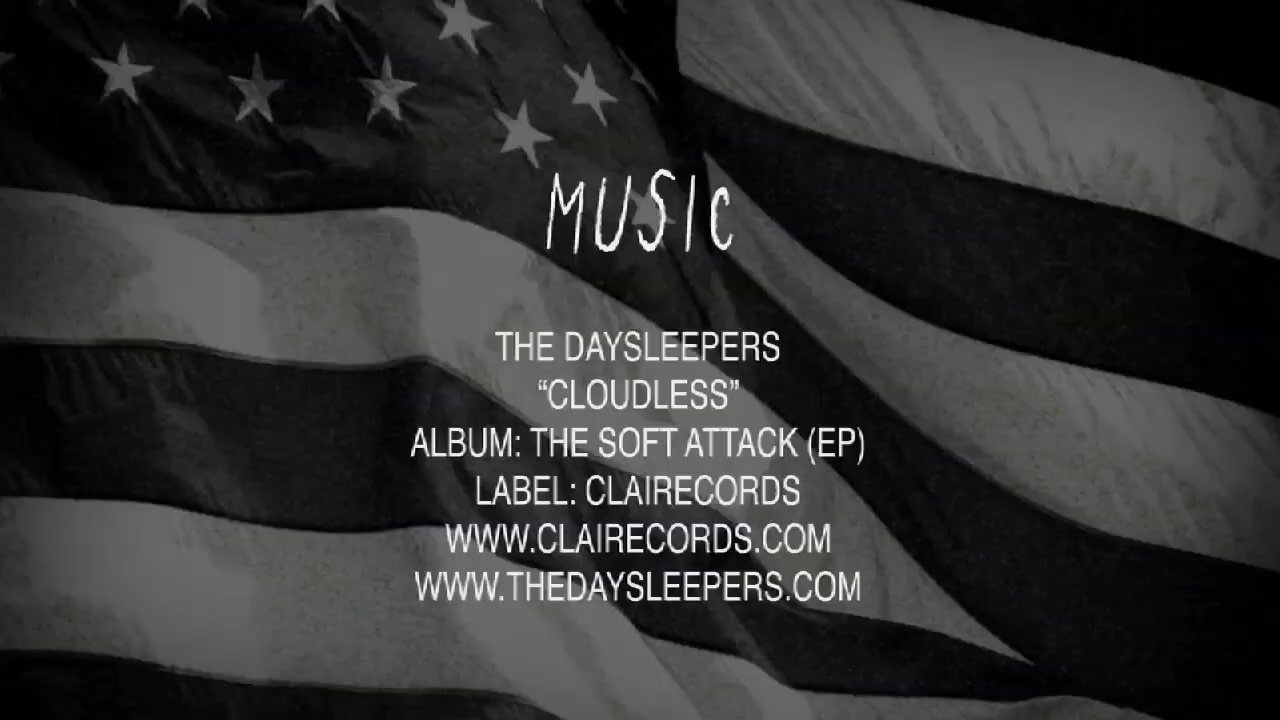 MUSIC
THE DAYSLEEPERS
“CLOUDLESS”
ALBUM: THE SOFT ATTACK (EP)
LABEL: CLAIRECORDS
WWW.CLAIRECORDS.COM
WWW.THEDAYSLEEPERS.COM